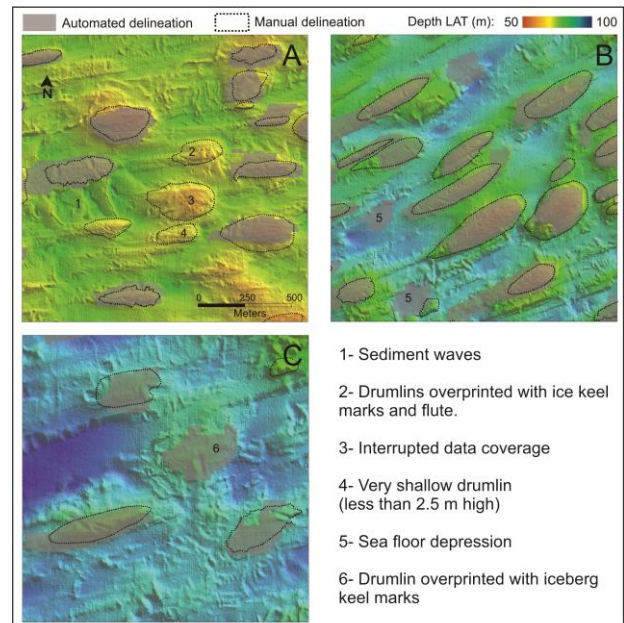 Automated delineation Manual delineation Depth LAT (m): 50 100
A
N
2
1
3
4
0 250 500
Meters
B
5
5
C
6
1- Sediment waves
2- Drumlins overprinted with ice keel
marks and flute.
3- Interrupted data coverage
4- Very shallow drumlin
(less than 2.5 m high)
5- Sea floor depression
6- Drumlin overprinted with iceberg
keel marks